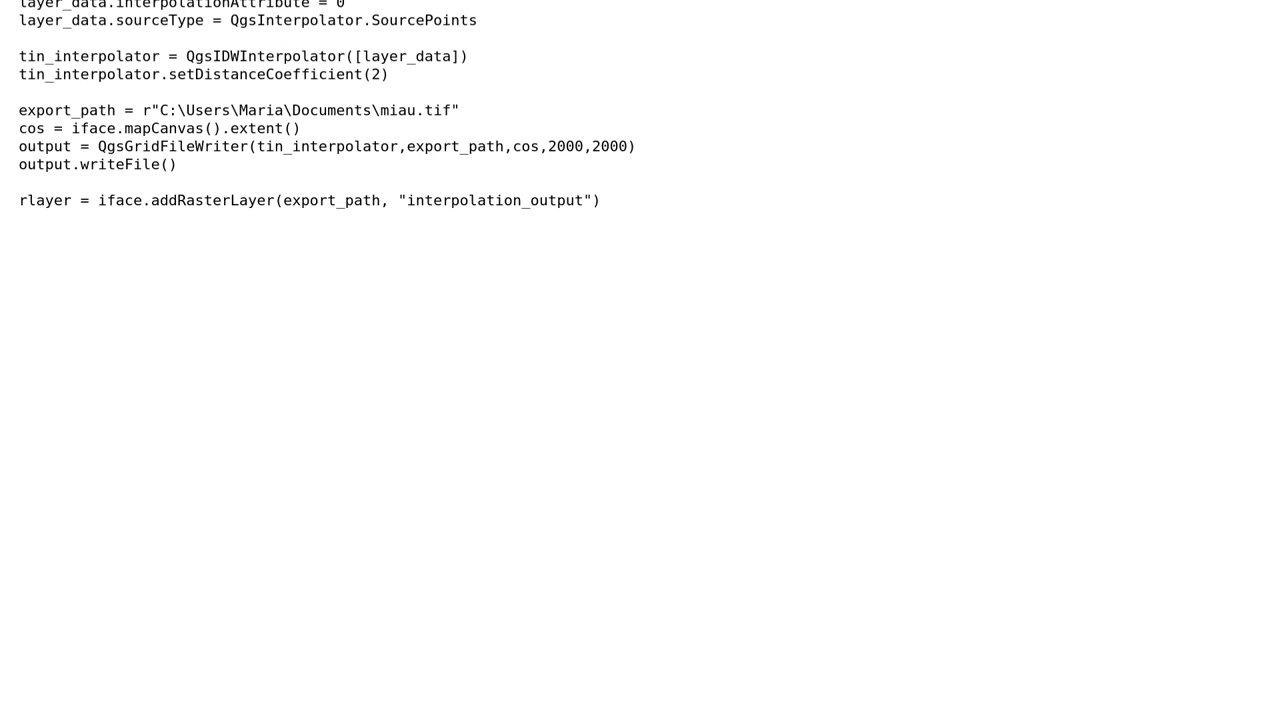 layer_data.interpolationAttribute = 0
layer_data.sourceType = QgsInterpolator.SourcePoints
tin_interpolator = QgsIDWInterpolator([layer_data])
tin_interpolator.setDistanceCoefficient(2)
export_path = r"C:\Users\Maria\Documents\miau.tif"
cos = iface.mapCanvas().extent()
output = QgsGridFileWriter(tin_interpolator,export_path,cos,2000,2000)
output.writeFile()
rlayer = iface.addRasterLayer(export_path, "interpolation_output")